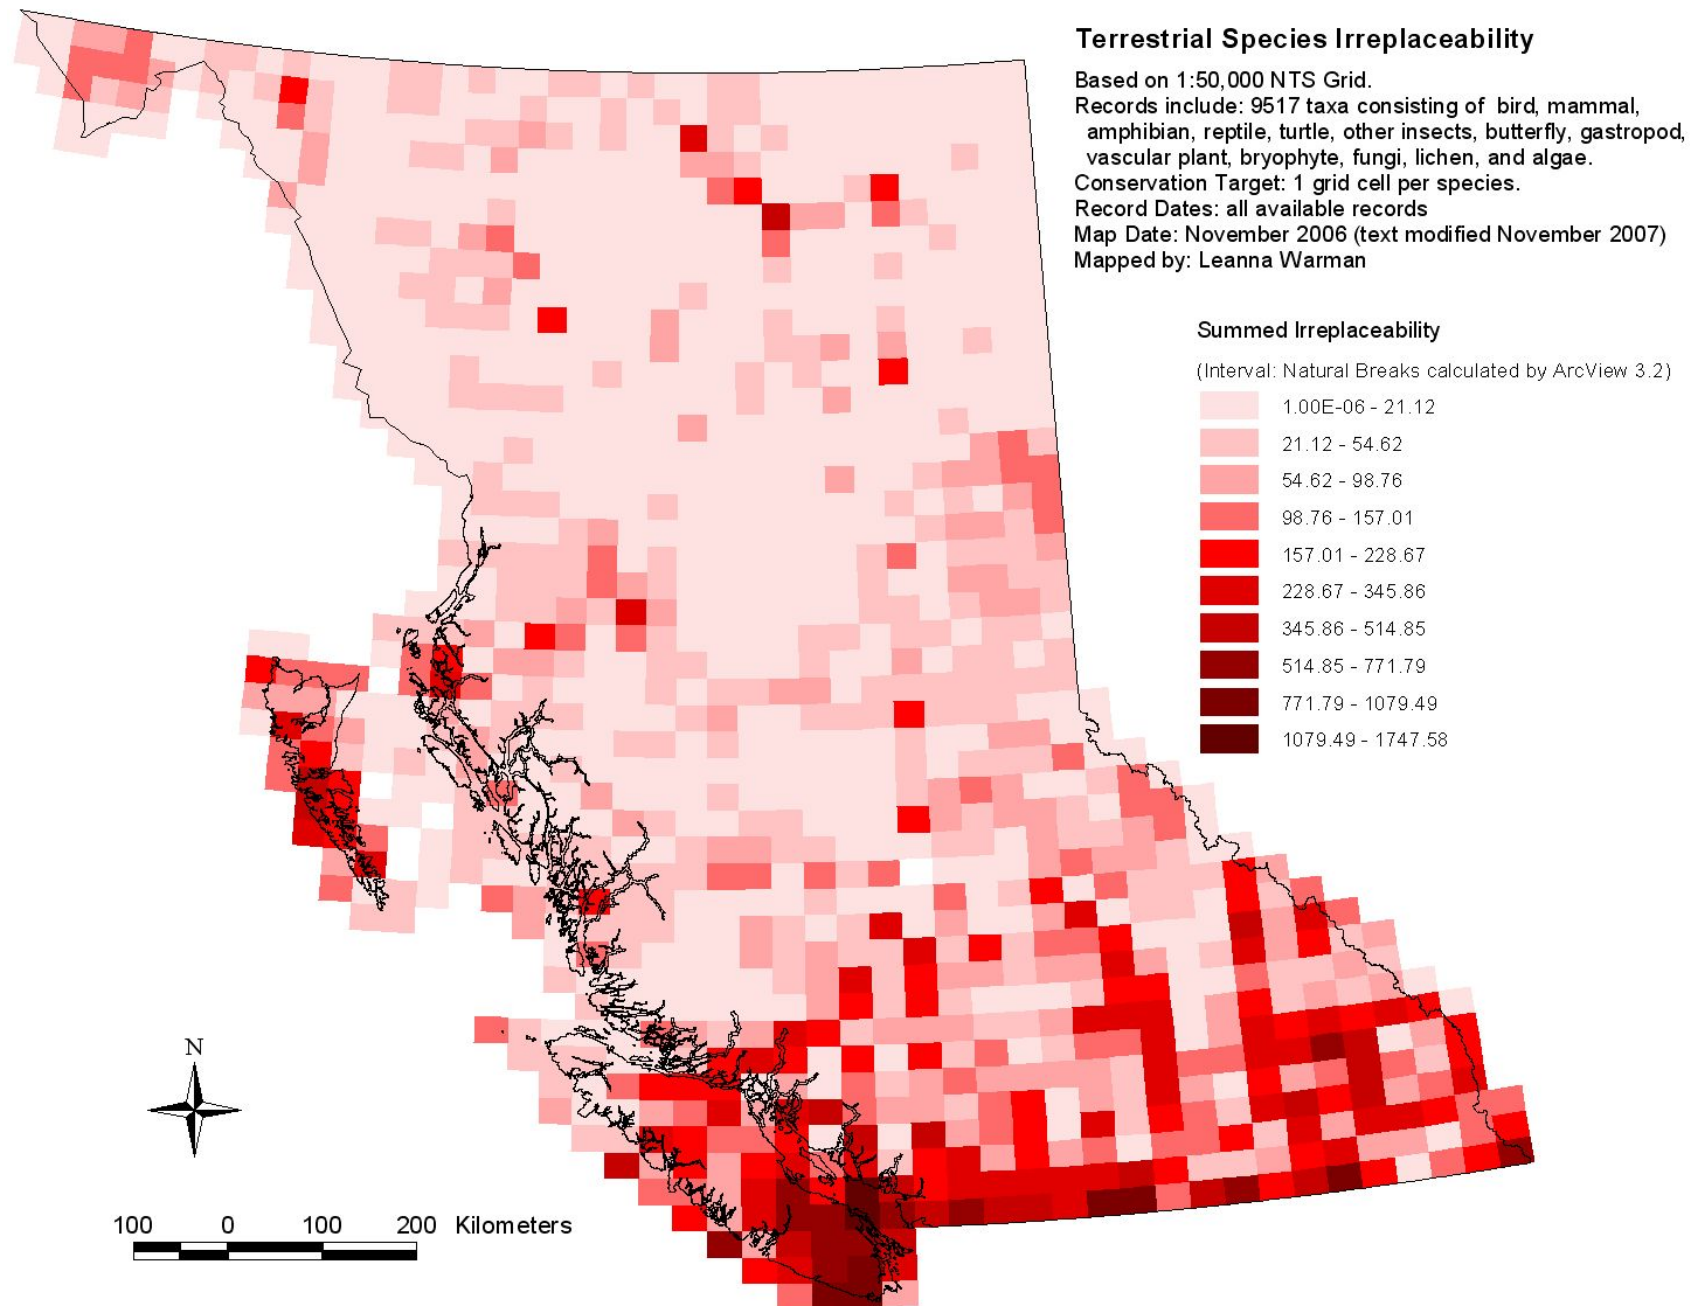 Terrestrial Species Irreplaceability
Based on 1:50,000 NTS Grid.
Records include: 9517 taxa consisting of bird, mammal,
amphibian, reptile, turtle, other insects, butterfly, gastropod,
vascular plant, bryophyte, fungi, lichen, and algae.
Conservation Target: 1 grid cell per species.
Record Dates: all available records
Map Date: November 2006 (text modified November 2007)
Mapped by: Leanna Warman
Summed Irreplaceability
(Interval: Natural Breaks calculated by ArcView 3.2)
1.00E-06 - 21.12
21.12 - 54.62
54.62 - 98.76
98.76 - 157.01
157.01 - 228.67
228.67 - 345.86
345.86 - 514.85
514.85 - 771.79
771.79 - 1079.49
1079.49 - 1747.58
N
100 0 100 200 Kilometers